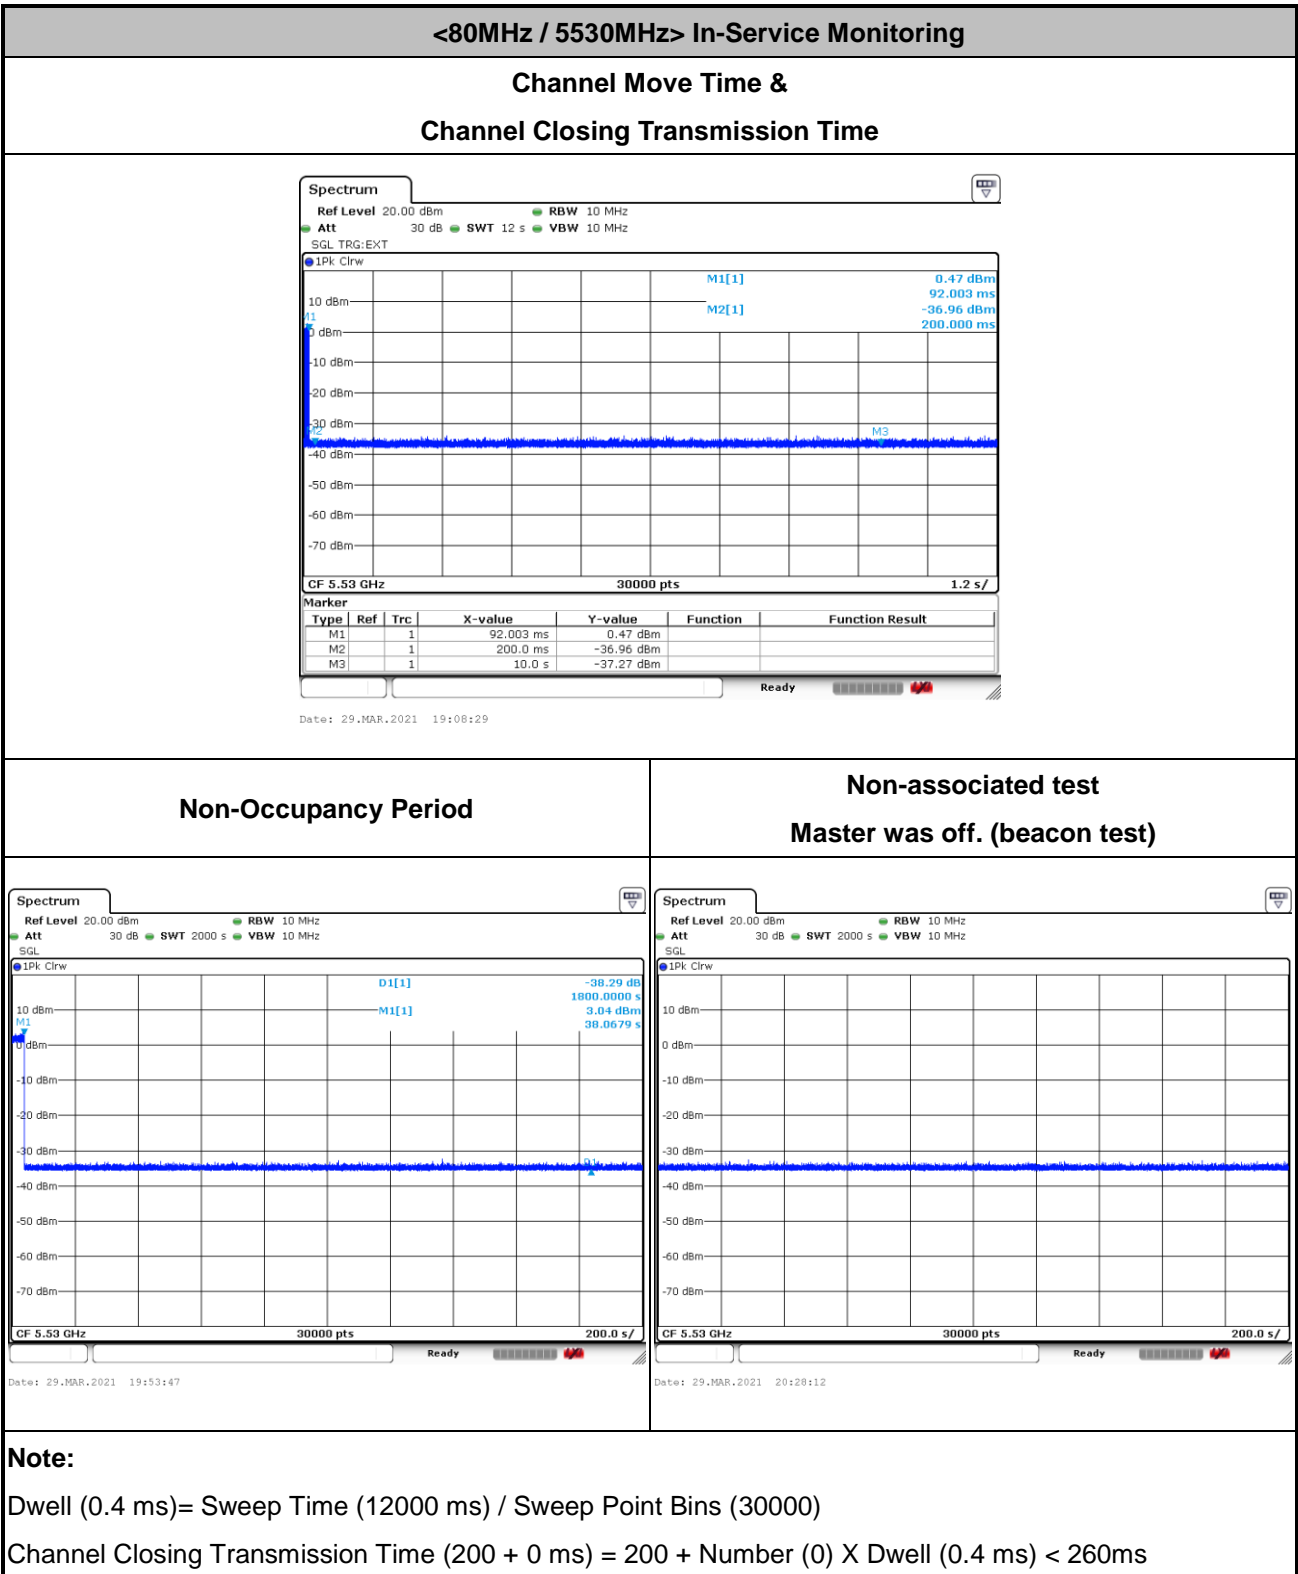 <80MHz / 5530MHz> In-Service Monitoring
Channel Move Time &
Channel Closing Transmission Time
Spectrum
Ref Level 20.00 dBm RBW 10 MHz
Att 30 dB SWT 12 s VBW 10 MHz
SGL TRG:EXT
1Pk Clrw
M1[1] 0.47 dBm
92.003 ms
10 dBm
M2[1] -36.96 dBm
200.000 ms
M1
0 dBm
-10 dBm
-20 dBm
-30 dBm
M2 M3
-40 dBm
-50 dBm
-60 dBm
-70 dBm
CF 5.53 GHz 30000 pts 1.2 s/
Marker
Type Ref Trc X-value Y-value Function Function Result
M1 1 92.003 ms 0.47 dBm
M2 1 200.0 ms -36.96 dBm
M3 1 10.0 s -37.27 dBm
Ready
Date: 29.MAR.2021 19:08:29
Non-Occupancy Period
Non-associated test
Master was off. (beacon test)
Spectrum
Ref Level 20.00 dBm RBW 10 MHz
Att 30 dB SWT 2000 s VBW 10 MHz
SGL
1Pk Clrw
D1[1] -38.29 dB
1800.0000 s
10 dBm
M1[1] 3.04 dBm
38.0679 s
M1
0 dBm
-10 dBm
-20 dBm
-30 dBm
D1
-40 dBm
-50 dBm
-60 dBm
-70 dBm
CF 5.53 GHz 30000 pts 200.0 s/
Ready
Date: 29.MAR.2021 19:53:47
Spectrum
Ref Level 20.00 dBm RBW 10 MHz
Att 30 dB SWT 2000 s VBW 10 MHz
SGL
1Pk Clrw
10 dBm
0 dBm
-10 dBm
-20 dBm
-30 dBm
-40 dBm
-50 dBm
-60 dBm
-70 dBm
CF 5.53 GHz 30000 pts 200.0 s/
Ready
Date: 29.MAR.2021 20:28:12
Note:
Dwell (0.4 ms)= Sweep Time (12000 ms) / Sweep Point Bins (30000)
Channel Closing Transmission Time (200 + 0 ms) = 200 + Number (0) X Dwell (0.4 ms) < 260ms